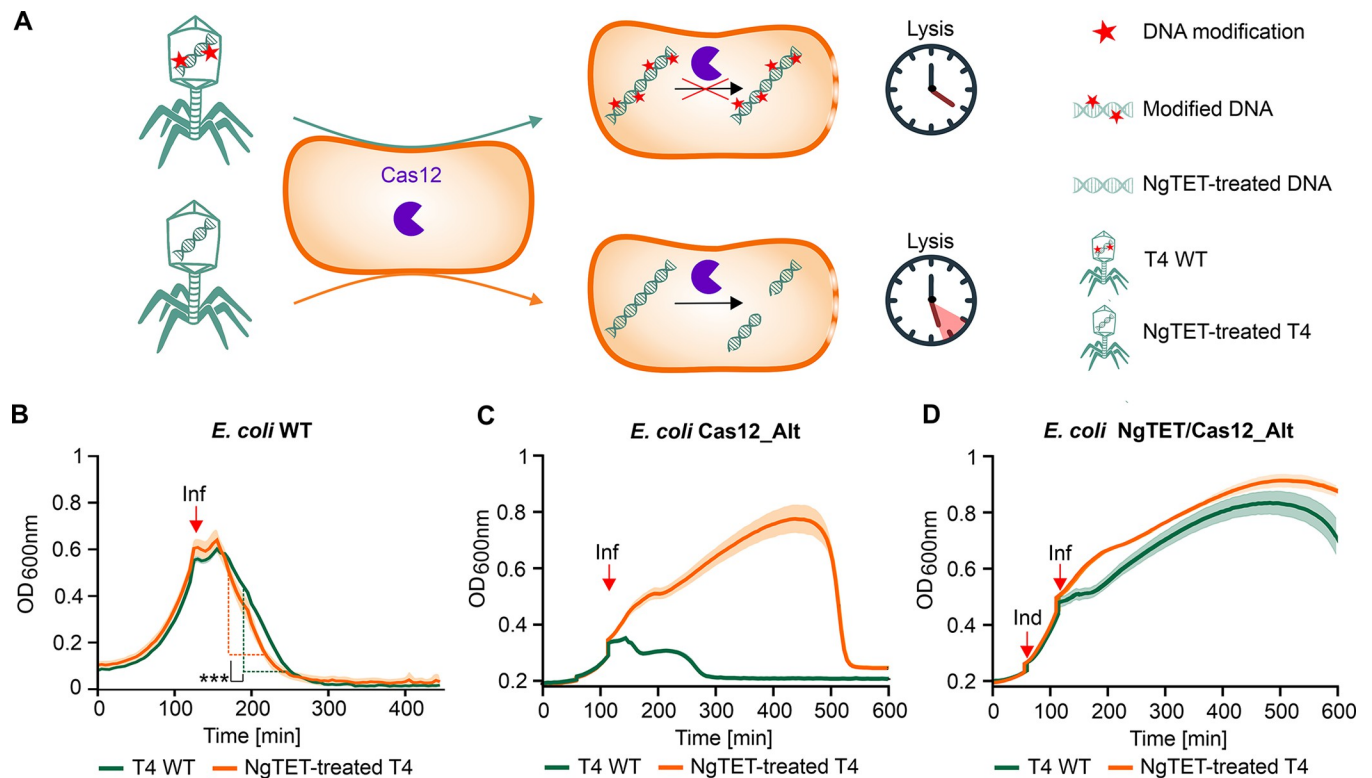 A
Lysis
DNA modification
Modified DNA
Cas12
NgTET-treated DNA
Lysis
T4 WT
NgTET-treated T4
B
E. coli WT
OD600nm
1
0.8
0.6
0.4
0.2
0
Inf
***
0
100
200
300
400
Time [min]
T4 WT
NgTET-treated T4
C
E. coli Cas12_Alt
OD600nm
1
0.8
0.6
0.4
0.2
Inf
0
100
200
300
400
500
600
Time [min]
T4 WT
NgTET-treated T4
D
E. coli NgTET/Cas12_Alt
OD600nm
1
0.8
0.6
0.4
0.2
Ind
Inf
0
100
200
300
400
500
600
Time [min]
T4 WT
NgTET-treated T4